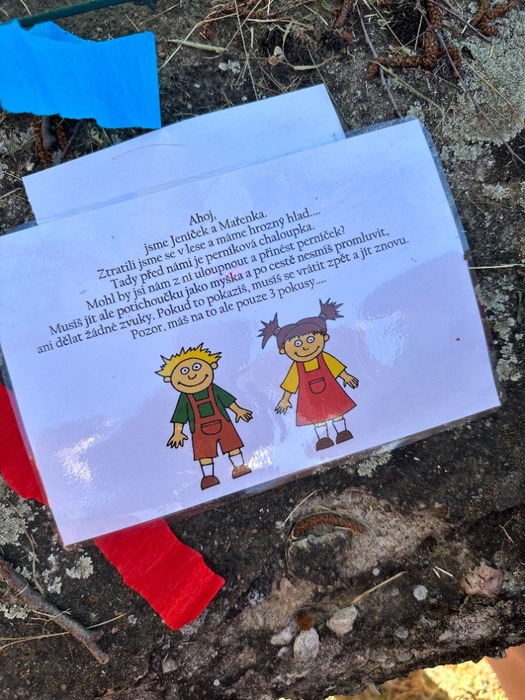 Ahoj,
jsme Jeníček a Mařenka.
Ztratili jsme se v lese a máme hrozný hlad....
Tady před námi je perníková chaloupka.
Mohl by jsi nám z ní uloupnout a přinést perníček?
Musíš jít ale potichoučku jako myška a po cestě nesmíš promluvit,
ani dělat žádné zvuky. Pokud to pokazíš, musíš se vrátit zpět a jít znovu.
Pozor, máš na to ale pouze 3 pokusy....